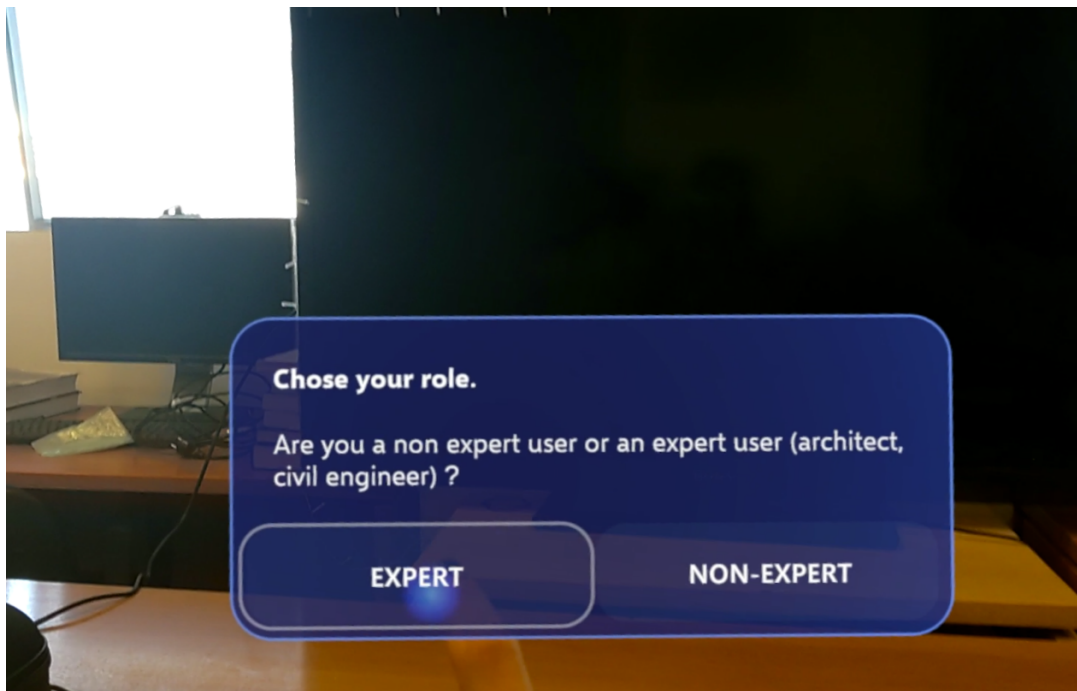 Chose your role.
Are you a non expert user or an expert user (architect,
civil engineer) ?
EXPERT
NON-EXPERT